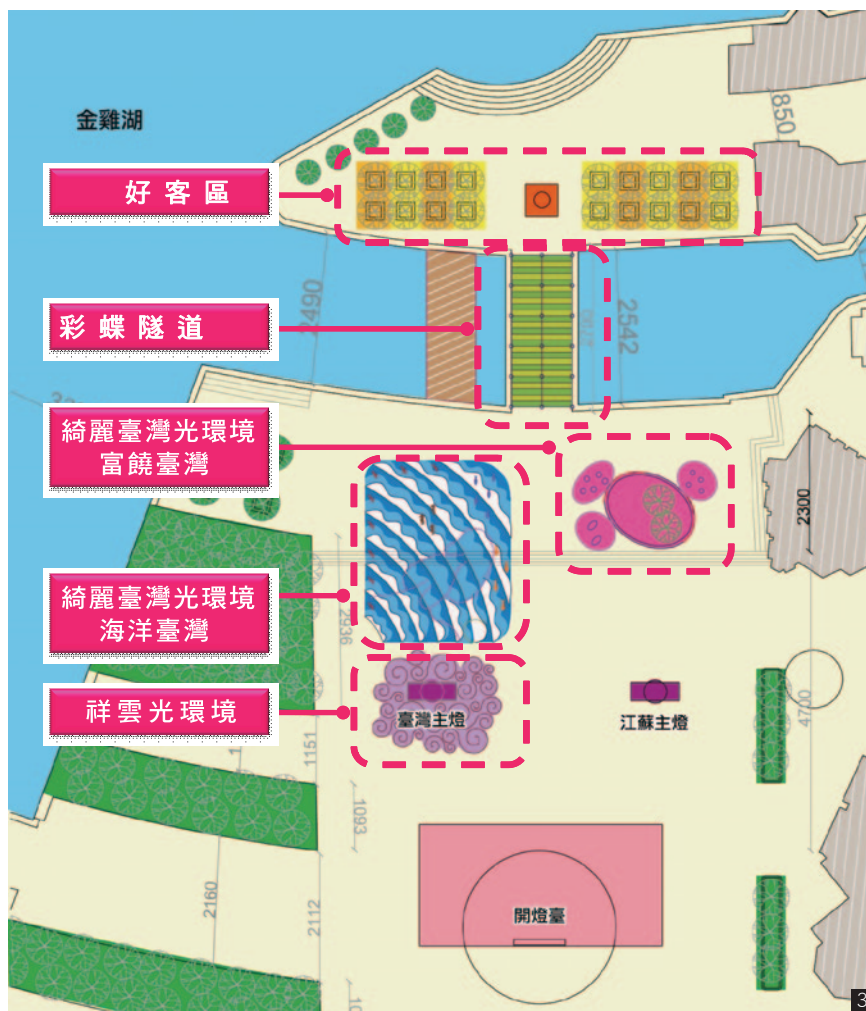 金雞湖
850
好客區
2490
2542
彩蝶隧道
綺麗臺灣光環境
富饒臺灣
2300
綺麗臺灣光環境
海洋臺灣
2936
祥雲光環境
臺灣主燈
江蘇主燈
4700
1151
1093
開燈臺
2160
2112
3